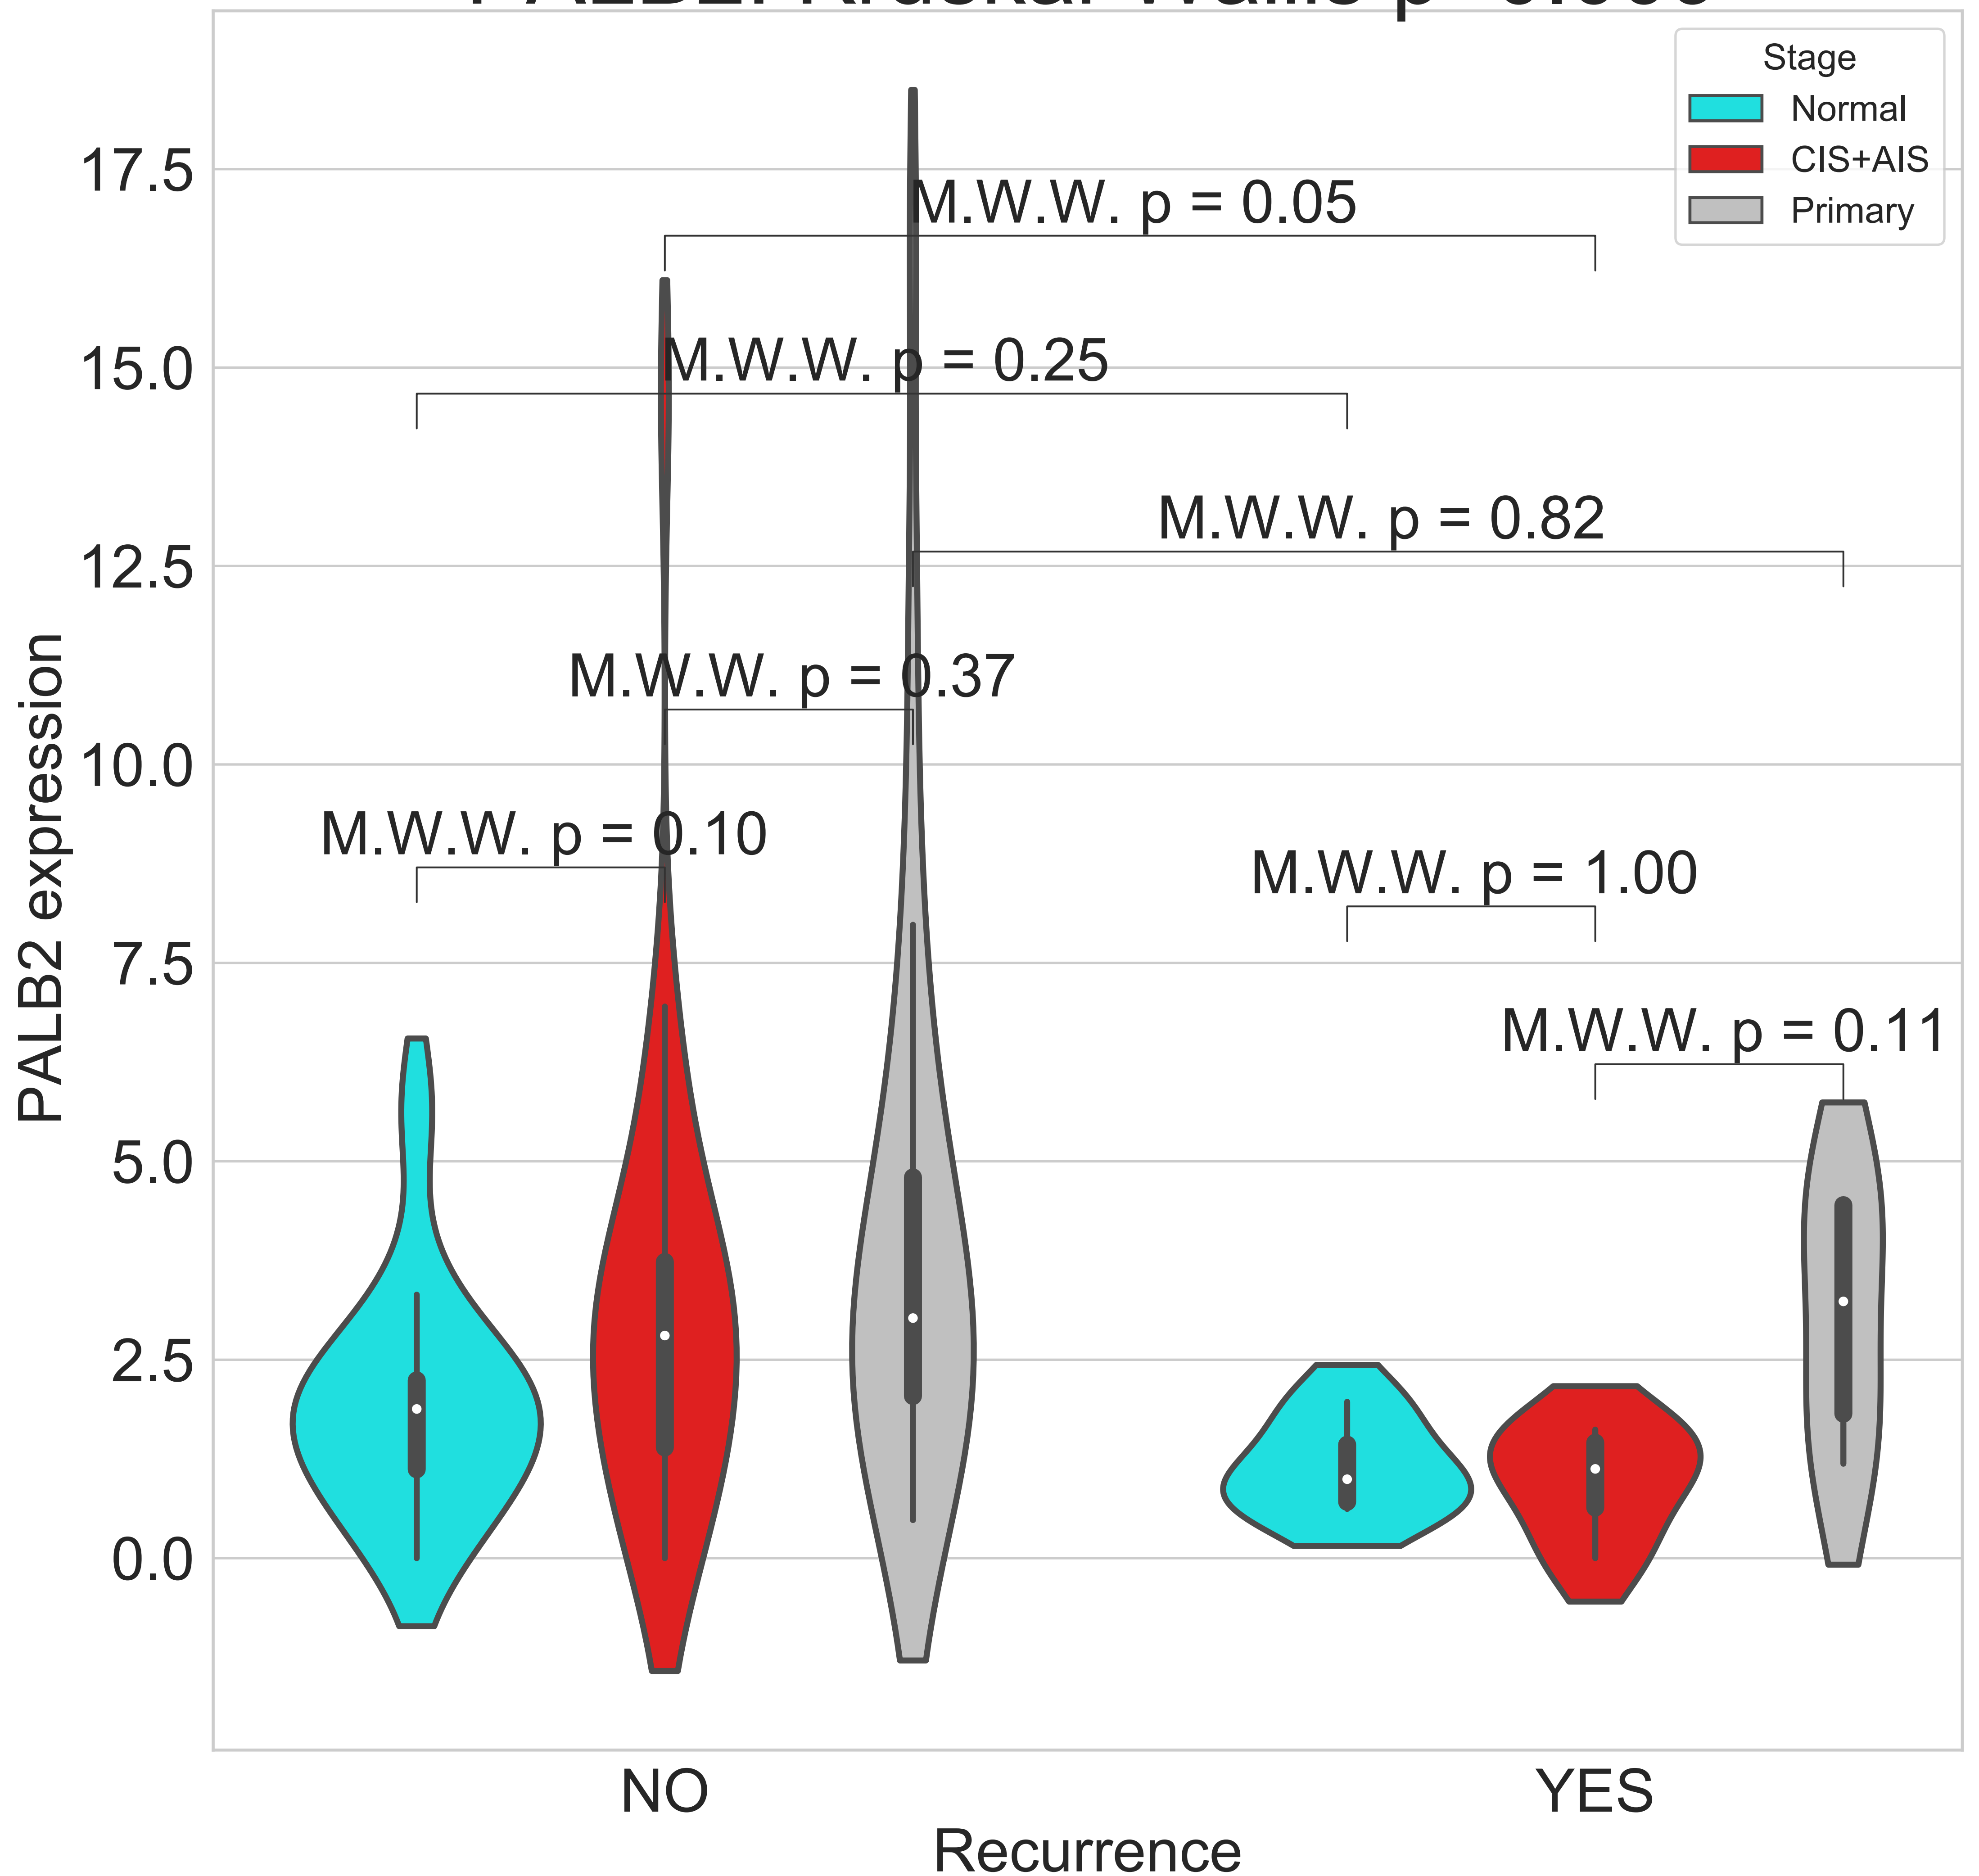 Stage
Normal
CIS+AIS
Primary
17.5
15.0
12.5
10.0
7.5
5.0
2.5
0.0
PALB2 expression
M.W.W. p = 0.05
M.W.W. p = 0.25
M.W.W. p = 0.82
M.W.W. p = 0.37
M.W.W. p = 0.10
M.W.W. p = 1.00
M.W.W. p = 0.11
NO
YES
Recurrence